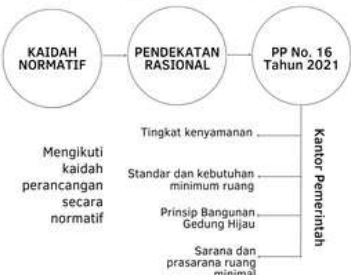 KAIDAH
NORMATIF
PENDEKATAN
RASIONAL
PP No. 16
Tahun 2021
Mengikuti
kaidah
perancangan
secara
normatif
Tingkat kenyamanan
Standar dan kebutuhan
minimum ruang
Prinsip Bangunan
Gedung Hijau
Sarana dan
prasarana ruang
minimal
Kantor Pemerintah